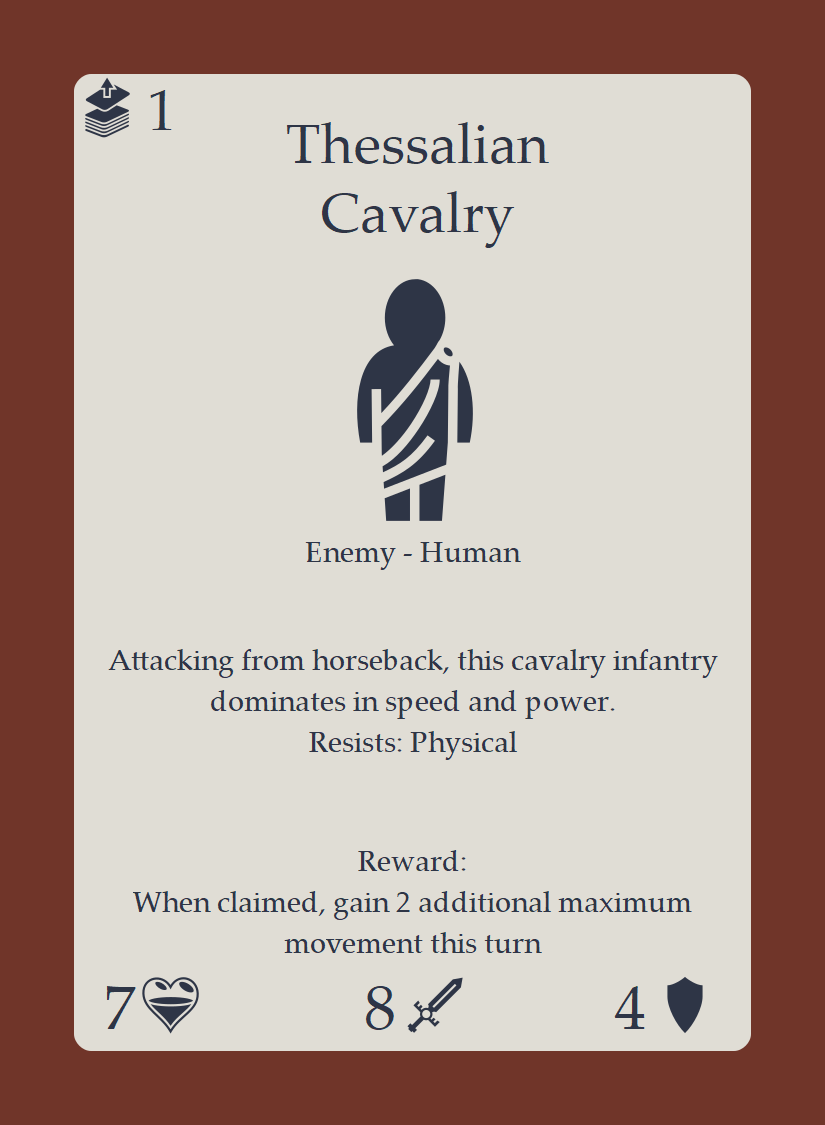 1
Thessalian
Cavalry
Enemy - Human
Attacking from horseback, this cavalry infantry
dominates in speed and power.
Resists: Physical
Reward:
When claimed, gain 2 additional maximum
movement this turn
7 8 4